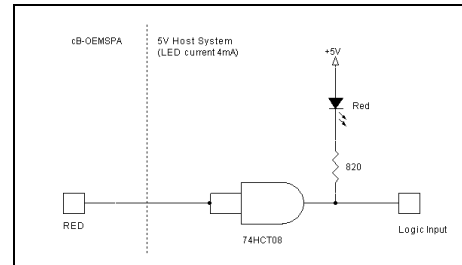 cB-OEMSPA
5V Host System
(LED current 4mA)
+5V
Red
820
RED
74HCT08
Logic Input